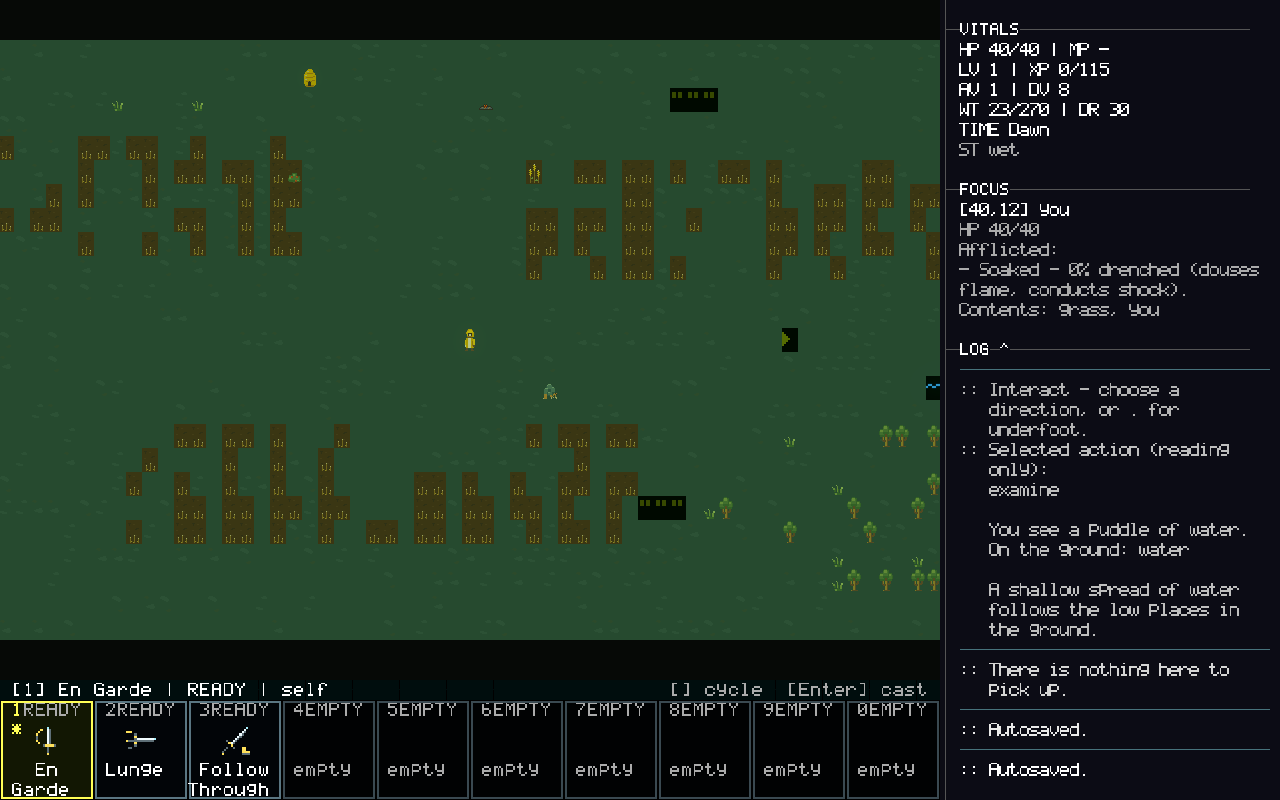 VITALS
HP 40/40 | MP -
LV 1 | XP 0/115
AV 1 | DV 8
WT 23/270 | DR 30
TIME Dawn
ST wet
FOCUS
[40,12] You
HP 40/40
Afflicted:
- Soaked - 0% drenched (douses
flame, conducts shock).
Contents: grass, You
LOG ^
:: Interact - choose a
direction, or . for
underfoot.
:: Selected action (reading
only):
examine
You see a Puddle of water.
On the ground: water
A shallow spread of water
follows the low Places in
the ground.
:: There is nothing here to
Pick up.
:: Autosaved.
:: Autosaved.
[1] En Garde | READY | self
[] cycle [Enter] cast
1READY 2READY 3READY 4EMPTY 5EMPTY 6EMPTY 7EMPTY 8EMPTY 9EMPTY 0EMPTY
*
En Garde
Lunge
Follow Through
empty empty empty empty empty empty empty